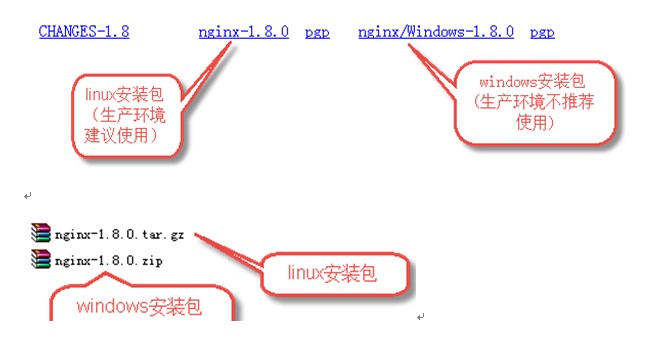 CHANGES-1.8 nginx-1.8.0 pgp nginx/Windows-1.8.0 pgp
linux安装包
（生产环境
建议使用）
windows安装包
(生产环境不推荐
使用）
nginx-1.8.0.tar.gz
nginx-1.8.0.zip
linux安装包
windows安装包